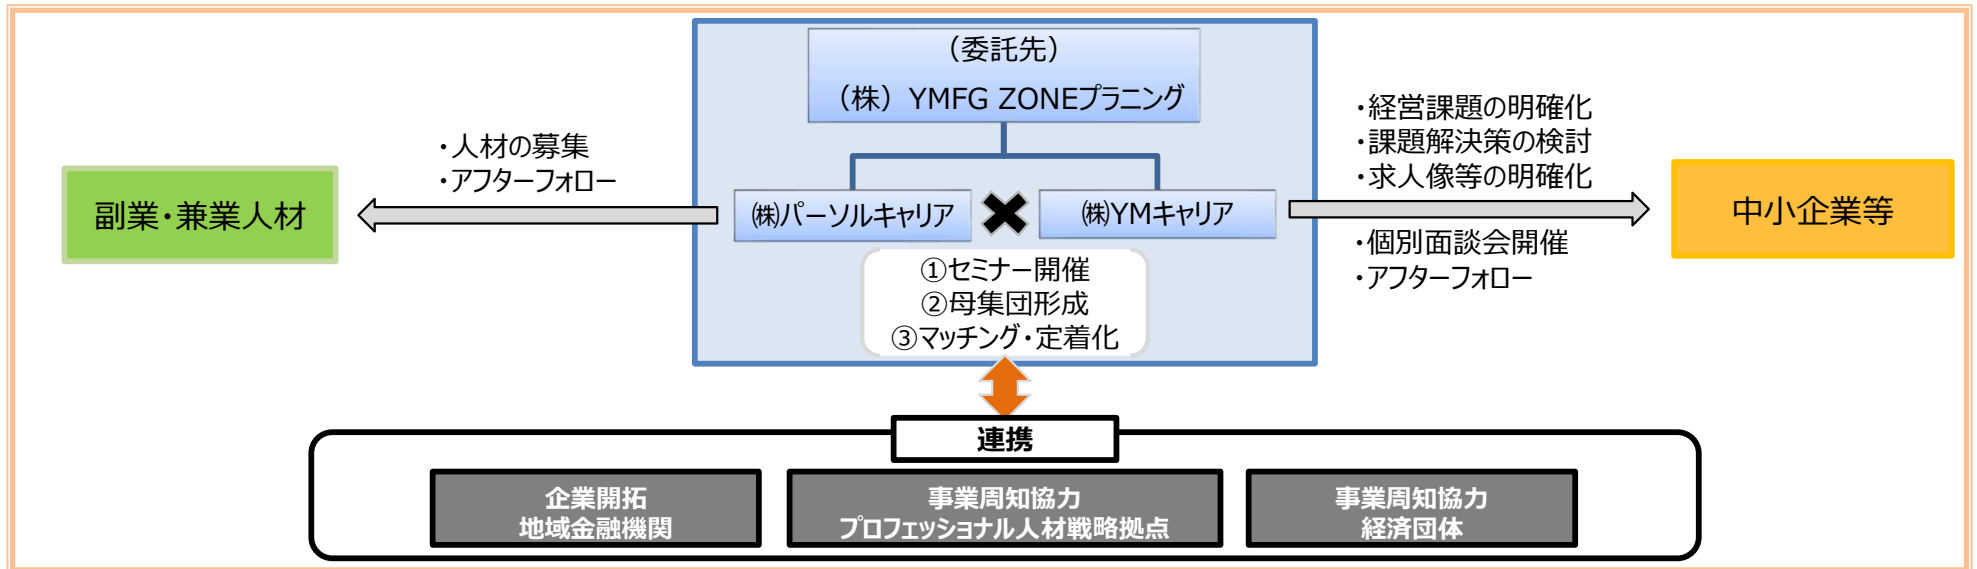 （委託先）
（株）YMFG ZONEプラニング
・人材の募集
・アフターフォロー
副業・兼業人材
㈱パーソルキャリア
㈱YMキャリア
・経営課題の明確化
・課題解決策の検討
・求人像等の明確化
・個別面談会開催
・アフターフォロー
中小企業等
①セミナー開催
②母集団形成
③マッチング・定着化
連携
企業開拓
地域金融機関
事業周知協力
プロフェッショナル人材戦略拠点
事業周知協力
経済団体